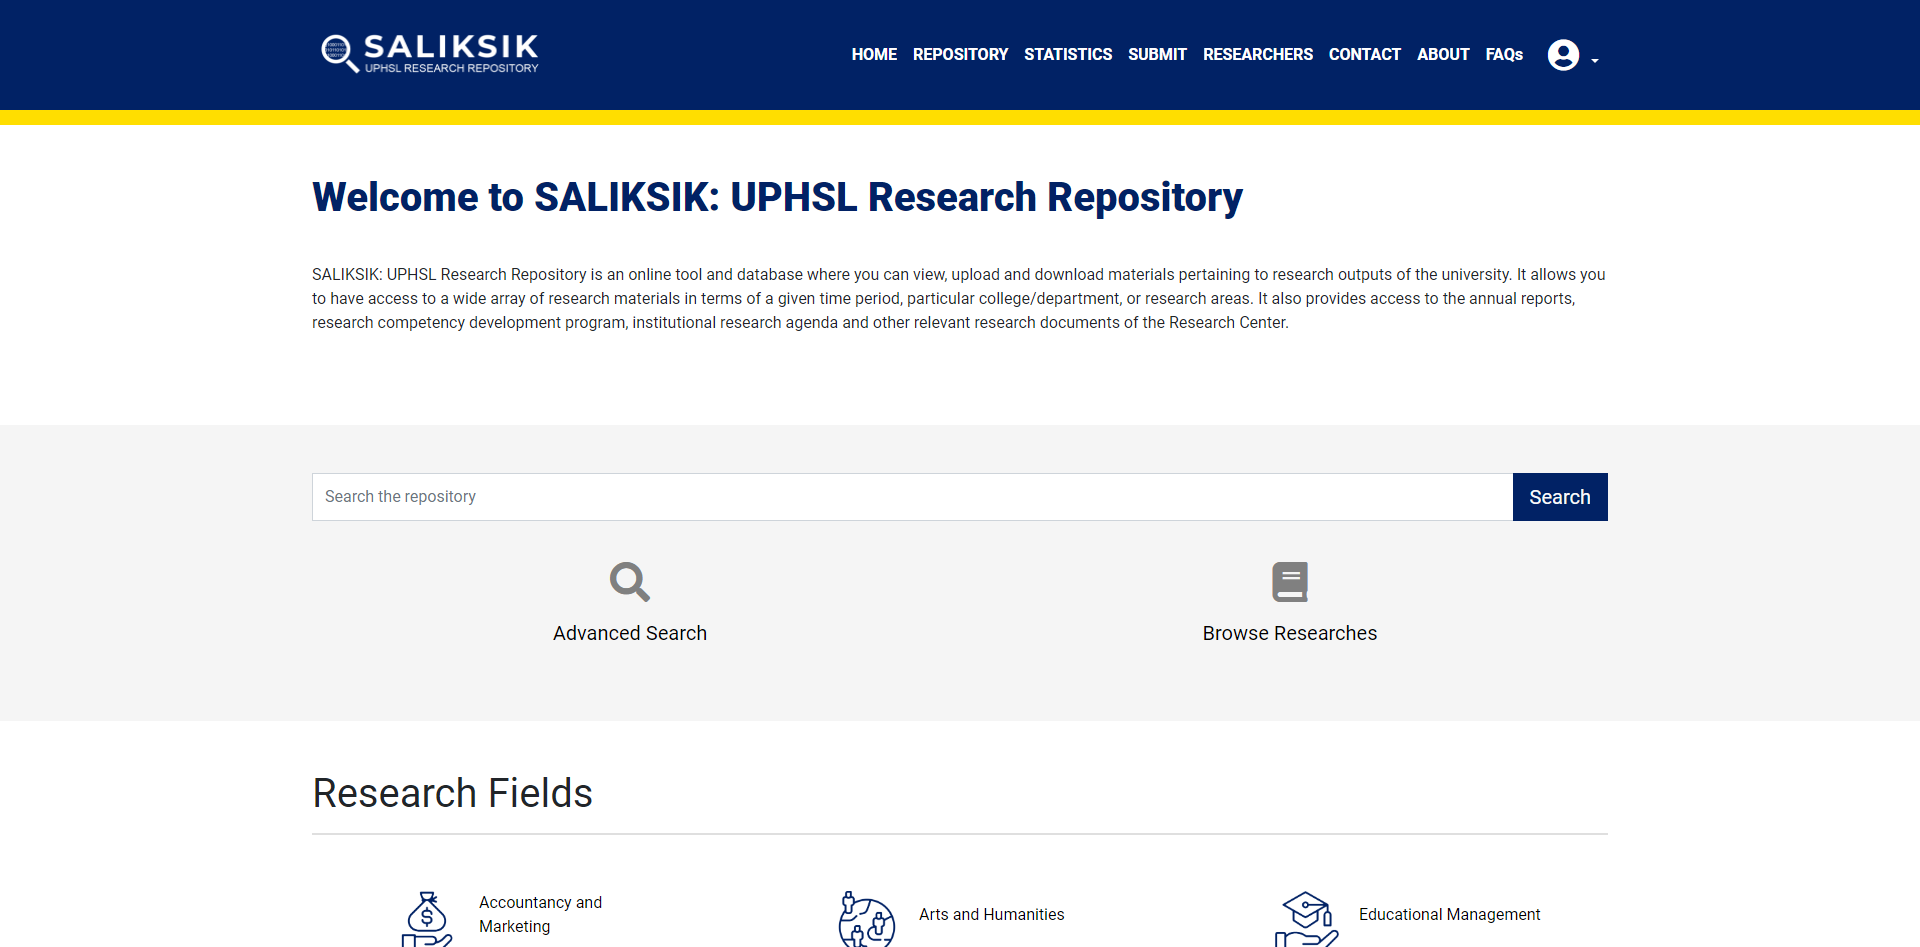 SALIKSIK
UPHSL RESEARCH REPOSITORY
HOME REPOSITORY STATISTICS SUBMIT RESEARCHERS CONTACT ABOUT FAQs
Welcome to SALIKSIK: UPHSL Research Repository
SALIKSIK: UPHSL Research Repository is an online tool and database where you can view, upload and download materials pertaining to research outputs of the university. It allows you
to have access to a wide array of research materials in terms of a given time period, particular college/department, or research areas. It also provides access to the annual reports,
research competency development program, institutional research agenda and other relevant research documents of the Research Center.
Search the repository
Search
Advanced Search
Browse Researches
Research Fields
$
Accountancy and
Marketing
Arts and Humanities
Educational Management